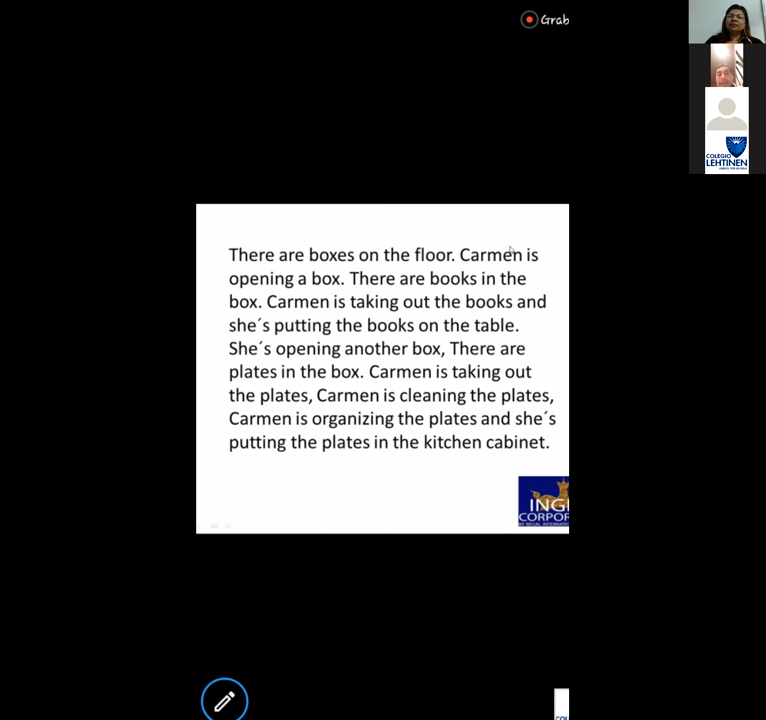 Grab
COLEGIO
LEHTINEN
There are boxes on the floor. Carmen is
opening a box. There are books in the
box. Carmen is taking out the books and
she´s putting the books on the table.
She´s opening another box, There are
plates in the box. Carmen is taking out
the plates, Carmen is cleaning the plates,
Carmen is organizing the plates and she´s
putting the plates in the kitchen cabinet.
INGL
CORPOR